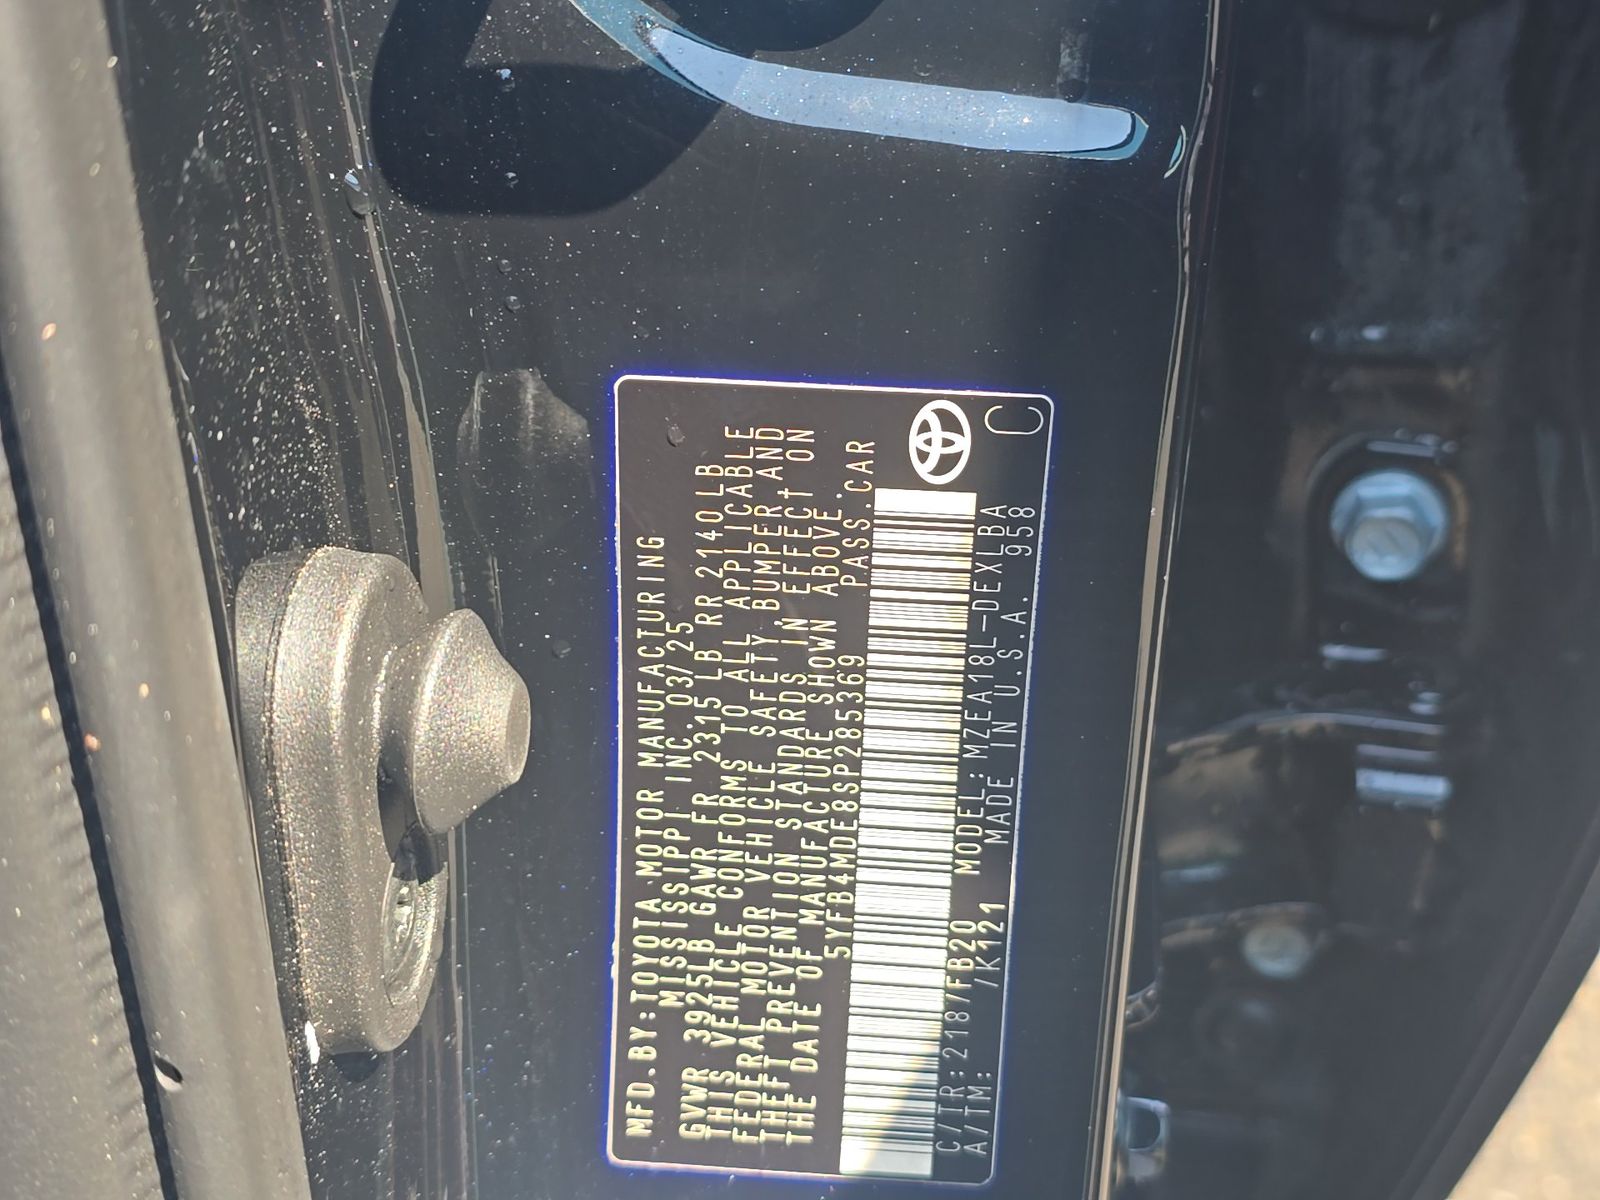 MFD.BY:TOYOTA MOTOR MANUFACTURING
MISSISSIPPI INC. 03/25
GVWR 3925LB GAWR FR 2315 LB RR 2140LB
THIS VEHICLE CONFORMS TO ALL APPLICABLE
FEDERAL MOTOR VEHICLE SAFETY,BUMPER AND
THEFT PREVENTION STANDARDS IN EFFECT ON
THE DATE OF MANUFACTURE SHOWN ABOVE.
5YFB4MDE8SP285369 PASS.CAR
C/TR:218/FB20 MODEL:MZEA18L-DEXLBA
A/TM: /K121 MADE IN U.S.A. 958
C